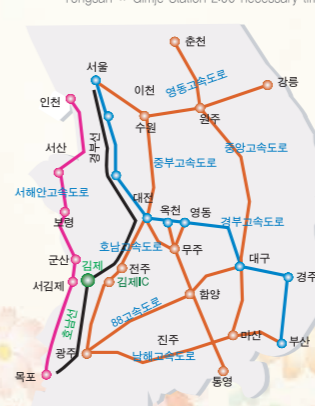 춘천
서울
이천
영동고속도로
강릉
인천
수원
원주
경부선
서산
중앙고속도로
중부고속도로
서해안고속도로
대전
옥천
영동
보령
경부고속도로
호남고속도로
무주
군산
김제
전주
대구
서김제
김제IC
경주
함양
호남선
88고속도로
진주
마산
광주
남해고속도로
부산
목포
통영